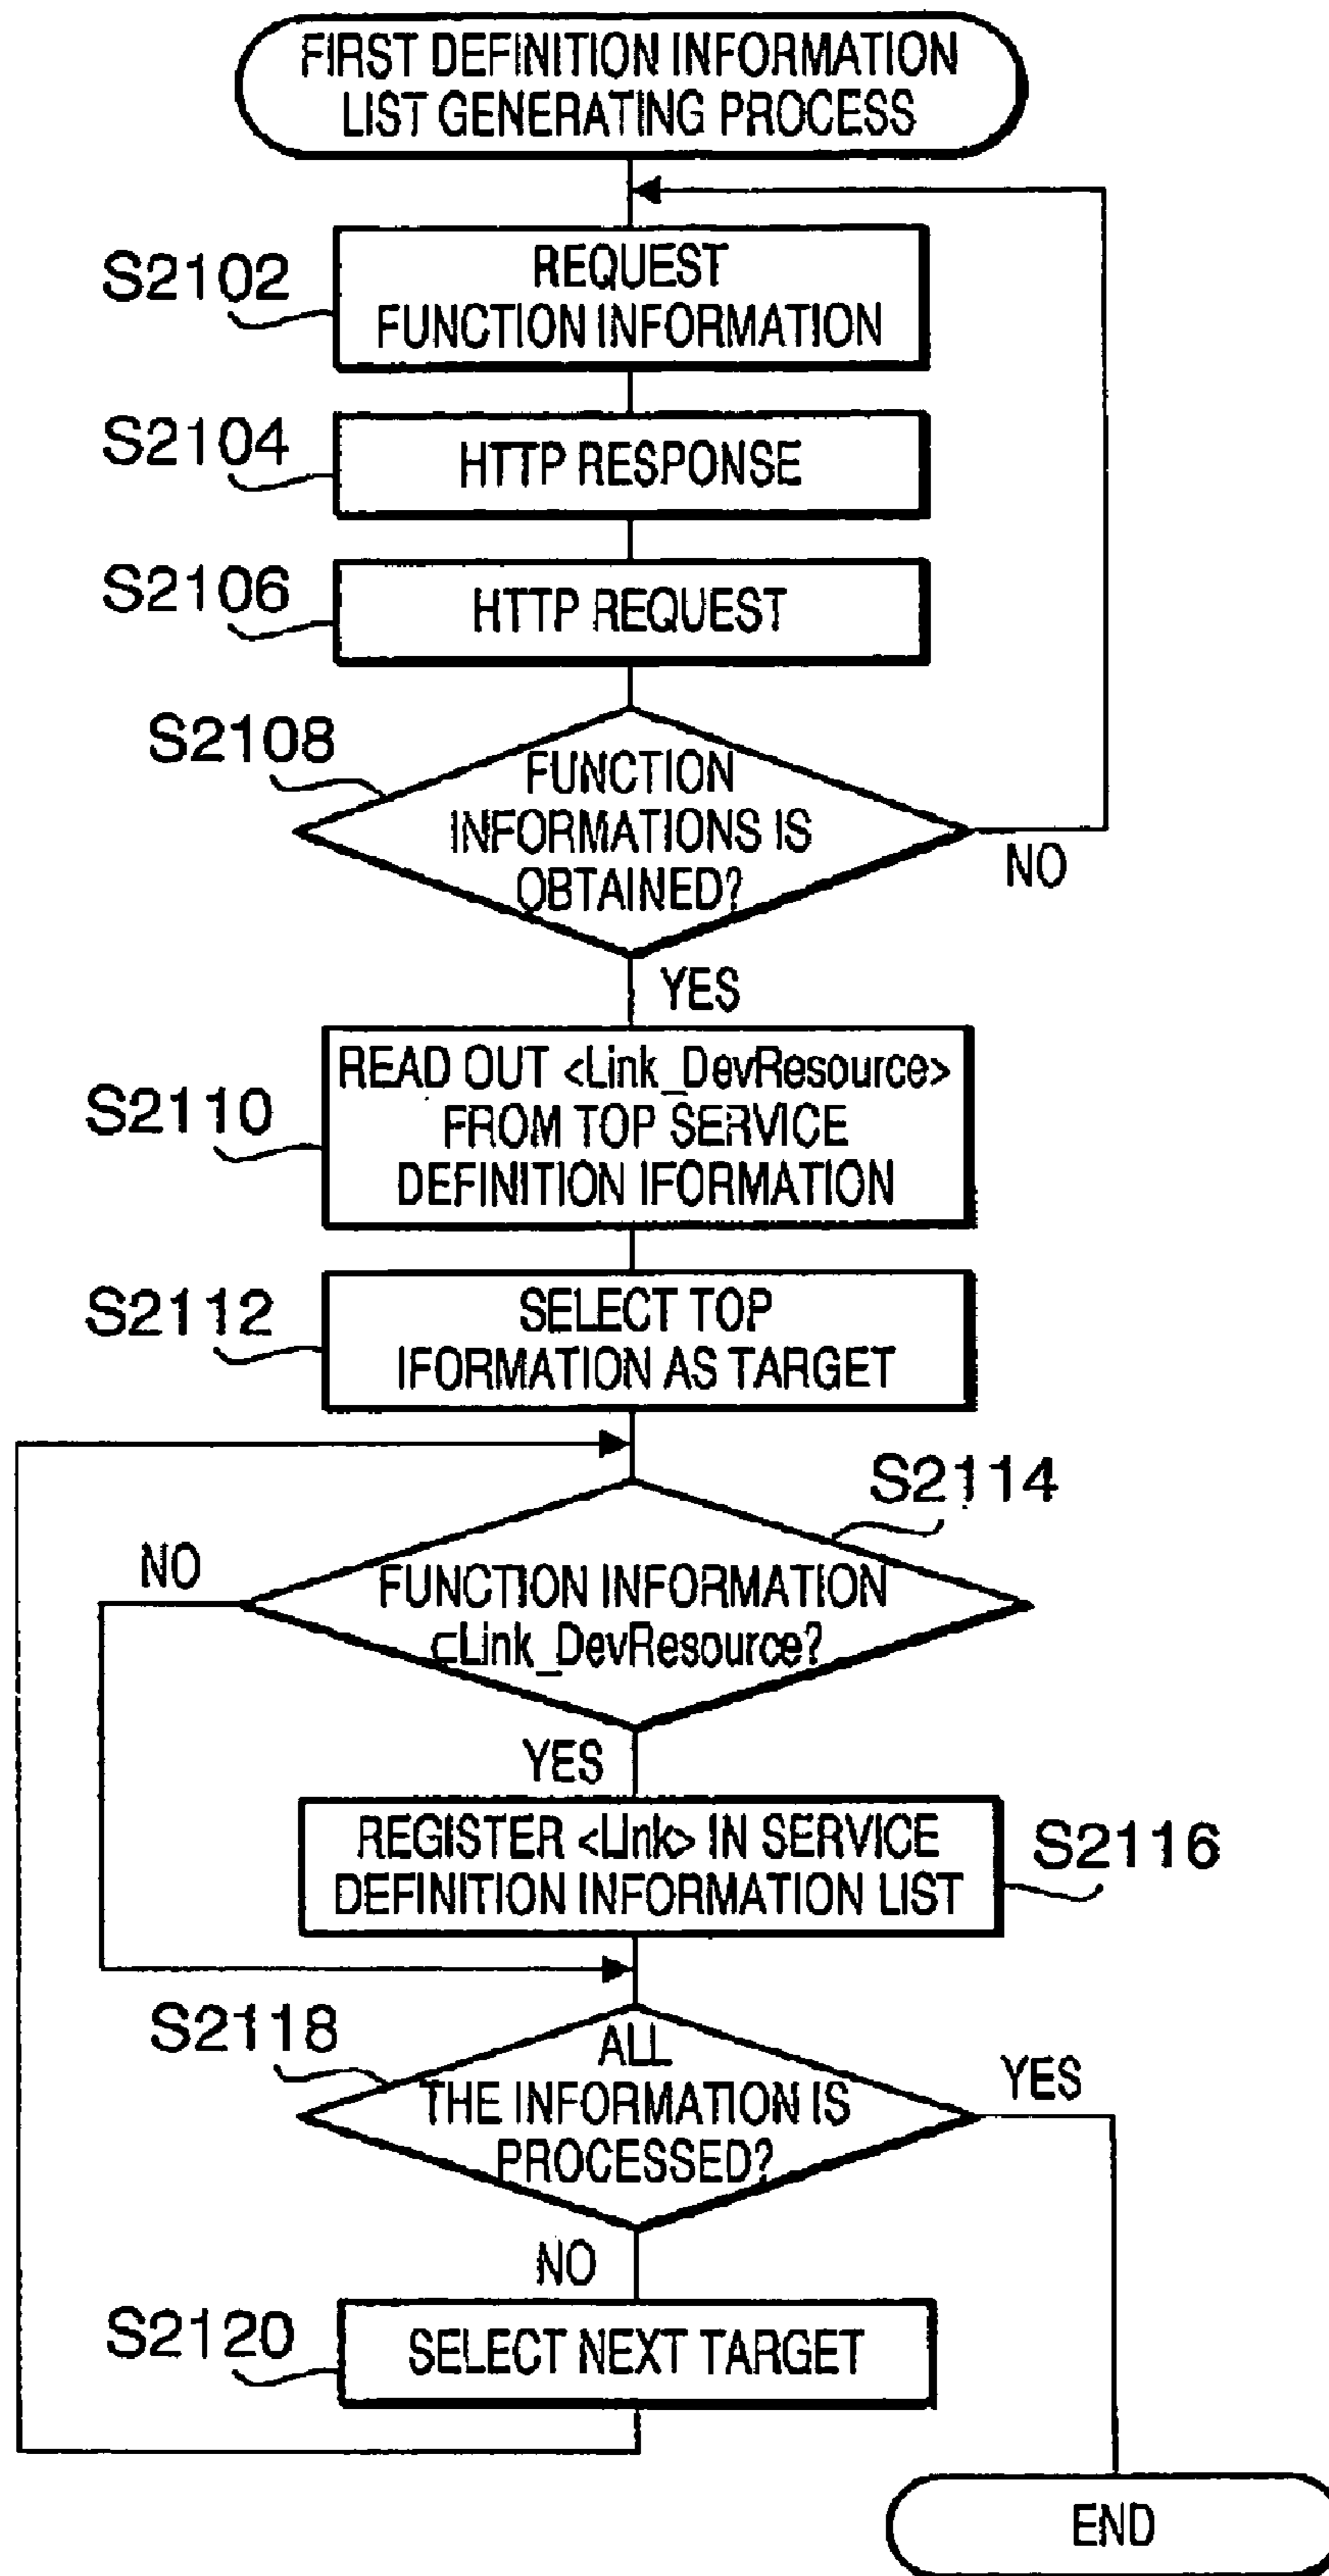 FIRST DEFINITION INFORMATION
LIST GENERATING PROCESS
S2102
REQUEST
FUNCTION INFORMATION
S2104
HTTP RESPONSE
S2106
HTTP REQUEST
S2108
FUNCTION
INFORMATIONS IS
OBTAINED?
NO
YES
S2110
READ OUT <Link_DevResource>
FROM TOP SERVICE
DEFINITION IFORMATION
S2112
SELECT TOP
IFORMATION AS TARGET
S2114
NO
FUNCTION INFORMATION
⊂Link_DevResource?
YES
REGISTER <Link> IN SERVICE
DEFINITION INFORMATION LIST
S2116
S2118
ALL
THE INFORMATION IS
PROCESSED?
YES
NO
S2120
SELECT NEXT TARGET
END